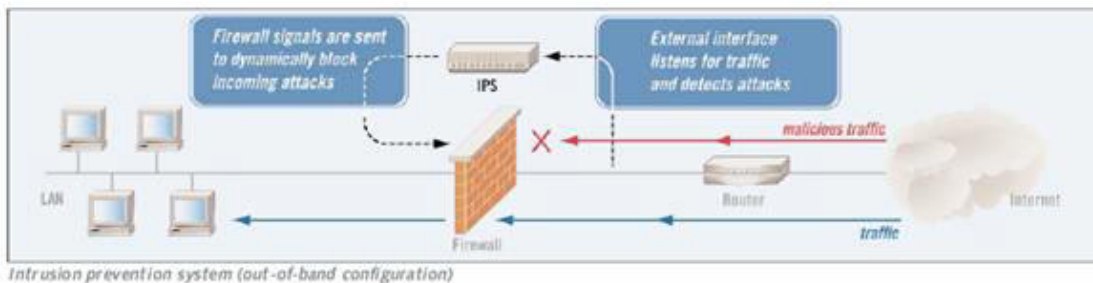 Firewall signals are sent
to dynamically block
incoming attacks
IPS
External interface
listens for traffic
and detects attacks
malicious traffic
LAN
Router
Internet
Firewall
traffic
Intrusion prevention system (out-of-band configuration)